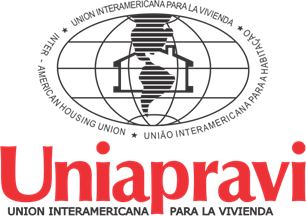 UNION INTERAMERICANA PARA LA VIVIENDA
INTER - AMERICAN HOUSING UNION
UNIÃO INTERAMERICANA PARA A HABITAÇÃO
Uniapravi
UNION INTERAMERICANA PARA LA VIVIENDA